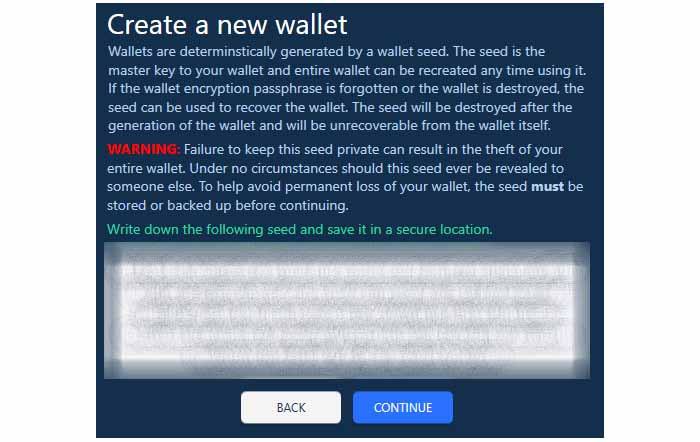 Create a new wallet
Wallets are determinstically generated by a wallet seed. The seed is the
master key to your wallet and entire wallet can be recreated any time using it.
If the wallet encryption passphrase is forgotten or the wallet is destroyed, the
seed can be used to recover the wallet. The seed will be destroyed after the
generation of the wallet and will be unrecoverable from the wallet itself.
WARNING: Failure to keep this seed private can result in the theft of your
entire wallet. Under no circumstances should this seed ever be revealed to
someone else. To help avoid permanent loss of your wallet, the seed must be
stored or backed up before continuing.
Write down the following seed and save it in a secure location.
BACK
CONTINUE